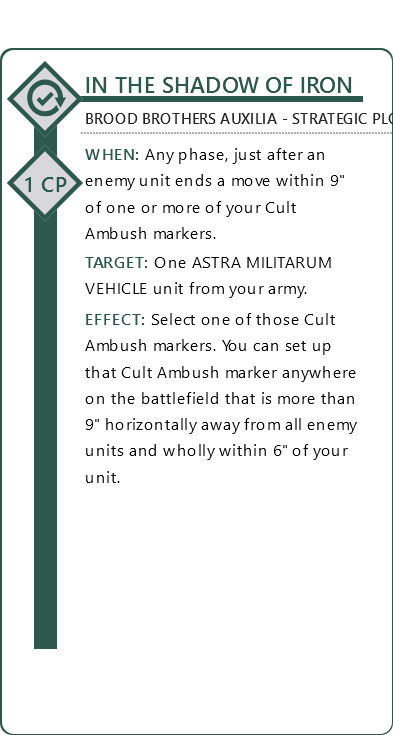 IN THE SHADOW OF IRON
BROOD BROTHERS AUXILIA - STRATEGIC
1 CP
WHEN: Any phase, just after an
enemy unit ends a move within 9"
of one or more of your Cult
Ambush markers.
TARGET: One ASTRA MILITARUM
VEHICLE unit from your army.
EFFECT: Select one of those Cult
Ambush markers. You can set up
that Cult Ambush marker anywhere
on the battlefield that is more than
9" horizontally away from all enemy
units and wholly within 6" of your
unit.